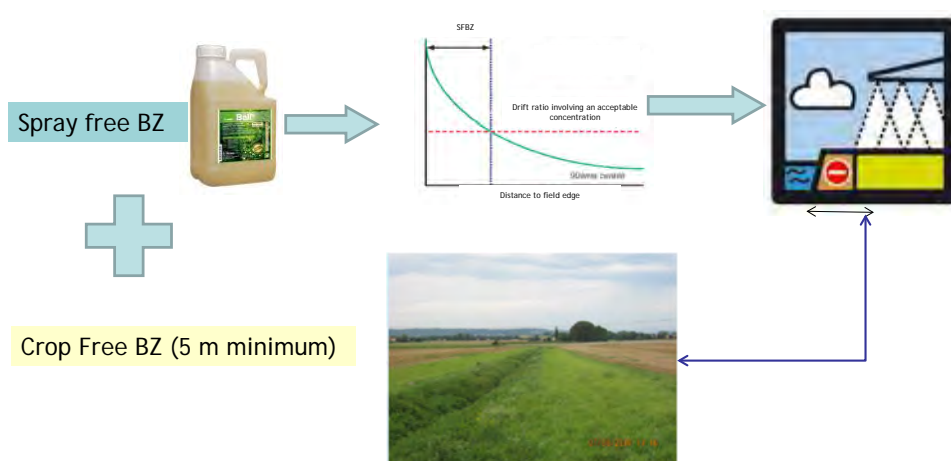 SFBZ
Spray free BZ
Ball
Drift ratio involving an acceptable
concentration
Distance to field edge
Crop Free BZ (5 m minimum)